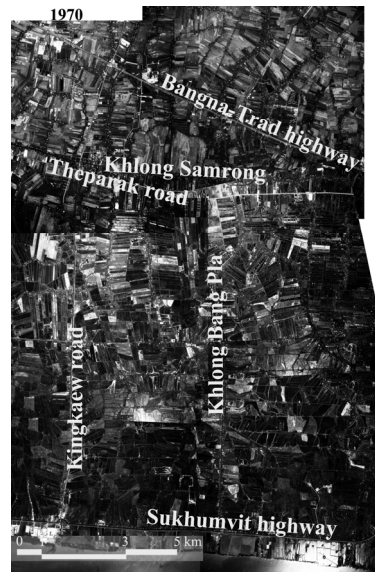 1970
Bangna-Trad highway
Khlong Samrong
Theparak road
Khlong Bang Pla
Kingkaew road
Sukhumvit highway
0 3 5 km